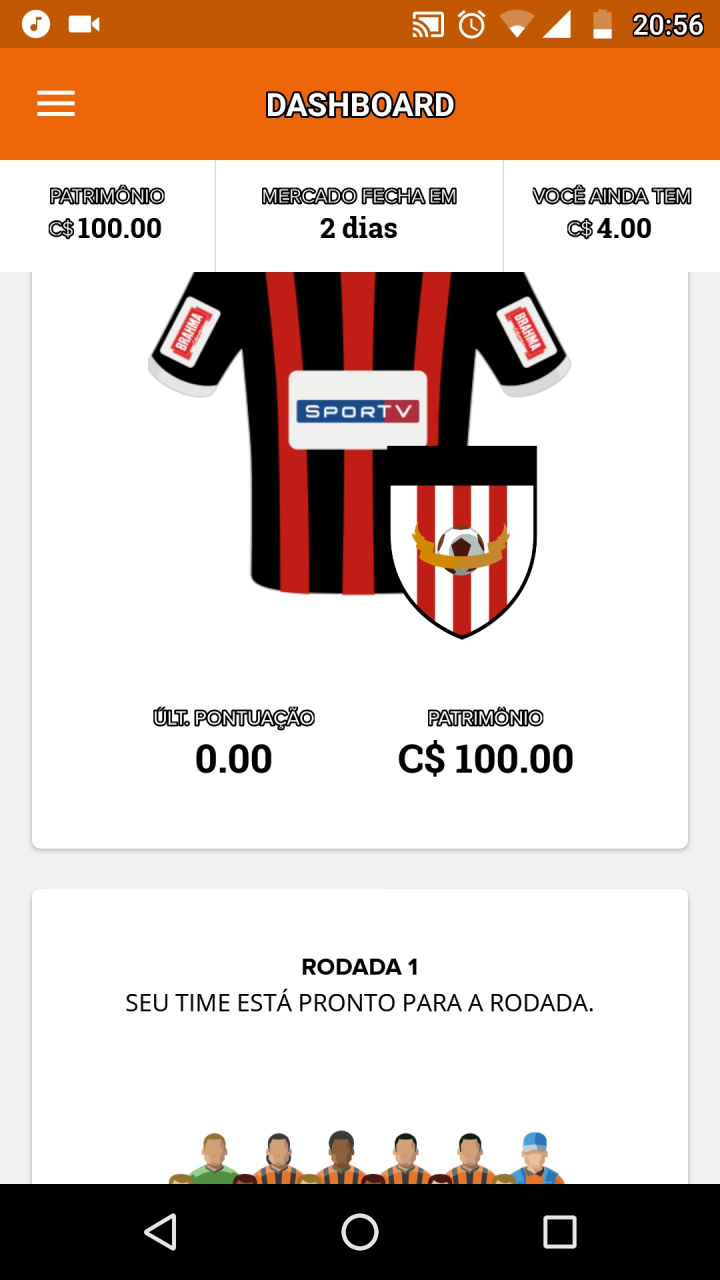 20:56
DASHBOARD
PATRIMÔNIO
C$ 100.00
MERCADO FECHA EM
2 dias
VOCÊ AINDA TEM
C$ 4.00
BRAHMA
BRAHMA
SPORTV
ÚLT. PONTUAÇÃO
0.00
PATRIMÔNIO
C$ 100.00
RODADA 1
SEU TIME ESTÁ PRONTO PARA A RODADA.